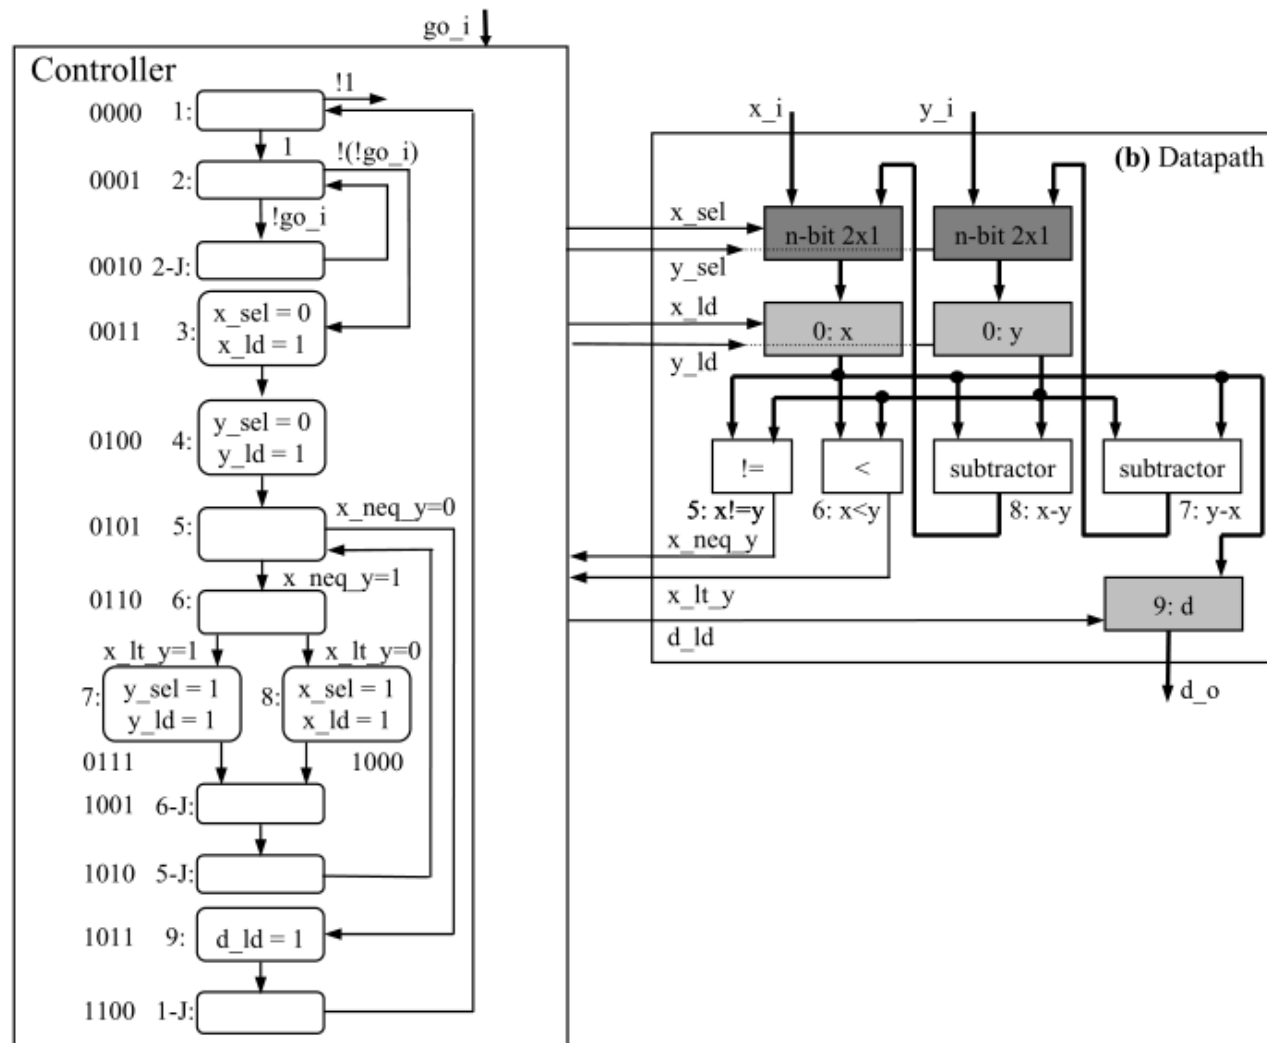 go_i
Controller
!1
0000 1:
1
!(!go_i)
0001 2:
!go_i
0010 2-J:
0011 3:
x_sel = 0
x_ld = 1
0100 4:
y_sel = 0
y_ld = 1
0101 5:
x_neq_y=0
x_neq_y=1
0110 6:
x_lt_y=1
x_lt_y=0
7:
y_sel = 1
y_ld = 1
8:
x_sel = 1
x_ld = 1
0111
1000
1001 6-J:
1010 5-J:
1011 9:
d_ld = 1
1100 1-J:
x_i
y_i
(b) Datapath
x_sel
n-bit 2x1
n-bit 2x1
y_sel
x_ld
0: x
0: y
y_ld
!=
<
subtractor
subtractor
5: x!=y
6: x<y
8: x-y
7: y-x
x_neq_y
x_lt_y
9: d
d_ld
d_o